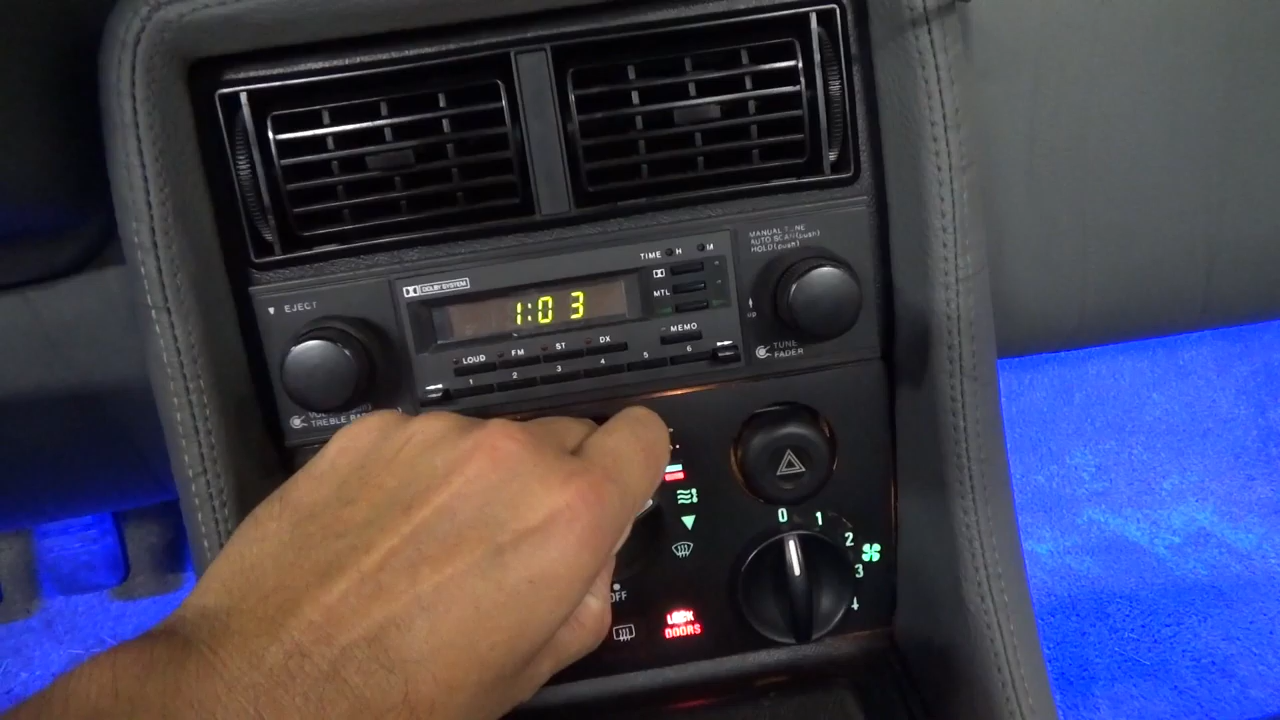 TIME H M
MANUAL TUNE
AUTO SCAN(push)
HOLD(push)
DOLBY SYSTEM
EJECT
MTL
1:03
up
MEMO
LOUD FM ST DX
1 2 3 4 5 6
TUNE
FADER
TREBLE
0 1 2 3 4
OFF
LOCK
DOORS